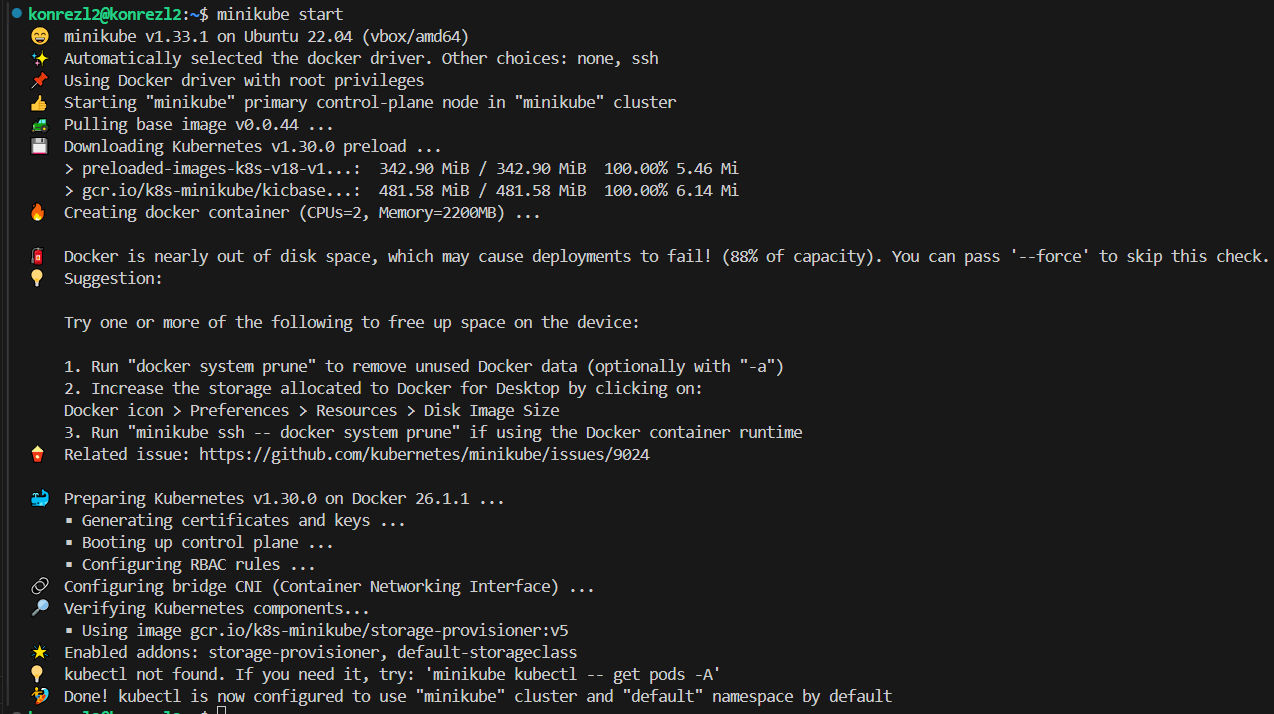 konrezl2@konrezl2:~$ minikube start
😄 minikube v1.33.1 on Ubuntu 22.04 (vbox/amd64)
✨ Automatically selected the docker driver. Other choices: none, ssh
📌 Using Docker driver with root privileges
👍 Starting "minikube" primary control-plane node in "minikube" cluster
🚜 Pulling base image v0.0.44 ...
💾 Downloading Kubernetes v1.30.0 preload ...
> preloaded-images-k8s-v18-v1...: 342.90 MiB / 342.90 MiB 100.00% 5.46 Mi
> gcr.io/k8s-minikube/kicbase...: 481.58 MiB / 481.58 MiB 100.00% 6.14 Mi
🔥 Creating docker container (CPUs=2, Memory=2200MB) ...
🧯 Docker is nearly out of disk space, which may cause deployments to fail! (88% of capacity). You can pass '--force' to skip this check.
💡 Suggestion:
Try one or more of the following to free up space on the device:
1. Run "docker system prune" to remove unused Docker data (optionally with "-a")
2. Increase the storage allocated to Docker for Desktop by clicking on:
Docker icon > Preferences > Resources > Disk Image Size
3. Run "minikube ssh -- docker system prune" if using the Docker container runtime
🍿 Related issue: https://github.com/kubernetes/minikube/issues/9024
🐳 Preparing Kubernetes v1.30.0 on Docker 26.1.1 ...
▪ Generating certificates and keys ...
▪ Booting up control plane ...
▪ Configuring RBAC rules ...
🔗 Configuring bridge CNI (Container Networking Interface) ...
🔎 Verifying Kubernetes components...
▪ Using image gcr.io/k8s-minikube/storage-provisioner:v5
🌟 Enabled addons: storage-provisioner, default-storageclass
💡 kubectl not found. If you need it, try: 'minikube kubectl -- get pods -A'
🏄 Done! kubectl is now configured to use "minikube" cluster and "default" namespace by default